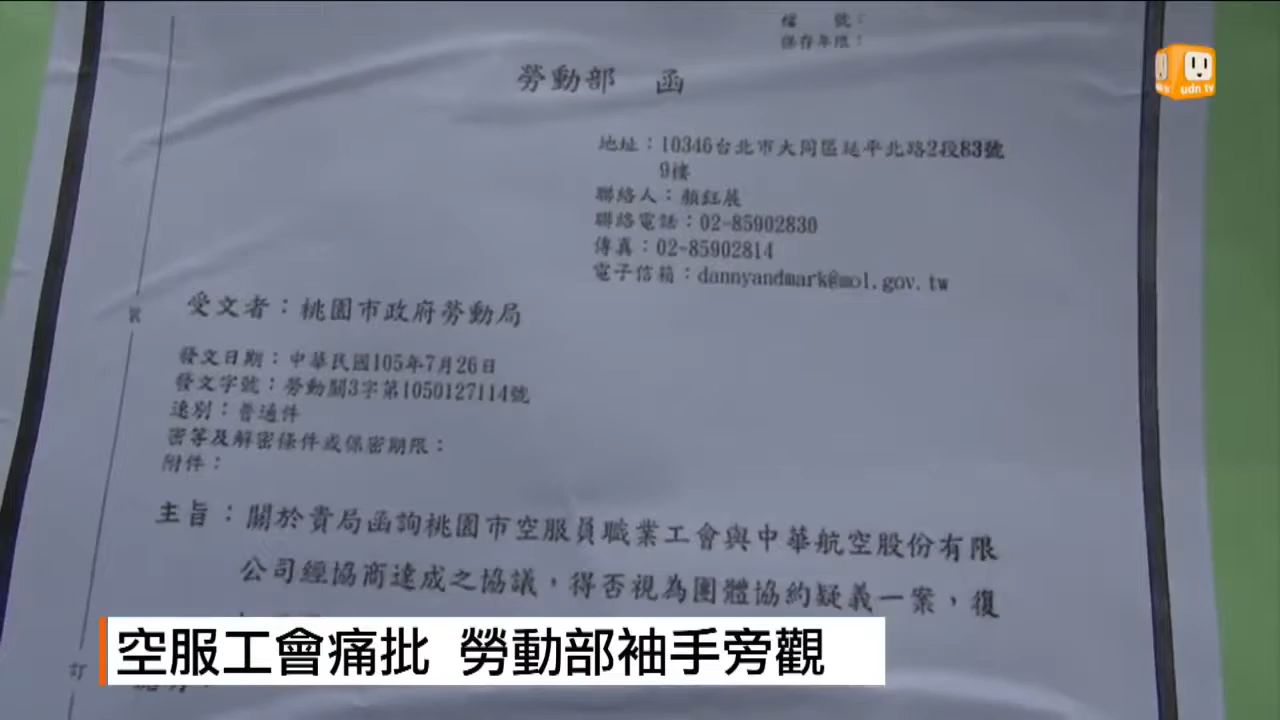 檔　　號：
保存年限：
勞動部　函
地址：10346台北市大同區延平北路2段83號
9樓
聯絡人：顏鈺展
聯絡電話：02-85902830
傳真：02-85902814
電子信箱：dannyandmark@mol.gov.tw
受文者：桃園市政府勞動局
發文日期：中華民國105年7月26日
發文字號：勞動關3字第1050127114號
速別：普通件
密等及解密條件或保密期限：
附件：
主旨：關於貴局函詢桃園市空服員職業工會與中華航空股份有限
公司經協商達成之協議，得否視為團體協約疑義一案，復
裝
訂
空服工會痛批 勞動部袖手旁觀
udn tv